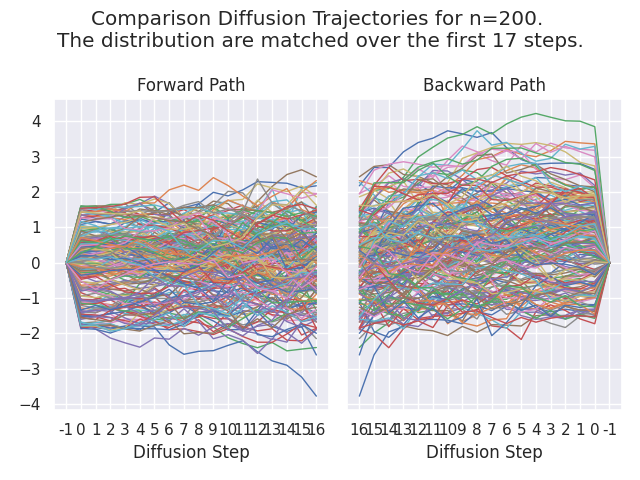 Comparison Diffusion Trajectories for n=200.
The distribution are matched over the first 17 steps.
Forward Path
Backward Path
4
3
2
1
0
−1
−2
−3
−4
-1 0 1 2 3 4 5 6 7 8 9 10 11 12 13 14 15 16
16 15 14 13 12 11 10 9 8 7 6 5 4 3 2 1 0 -1
Diffusion Step
Diffusion Step